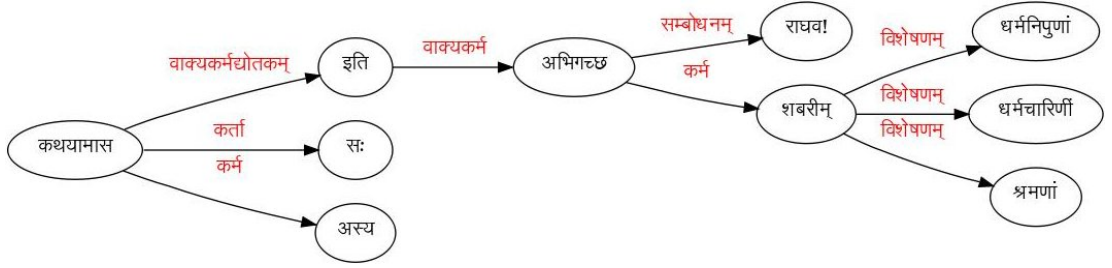 वाक्यकर्मद्योतकम्
कर्ता
कर्म
कथयामास
इति
सः
अस्य
वाक्यकर्म
अभिगच्छ
सम्बोधनम्
कर्म
राघव!
शबरीम्
विशेषणम्
विशेषणम्
विशेषणम्
धर्मनिपुणां
धर्मचारिणीं
श्रमणां